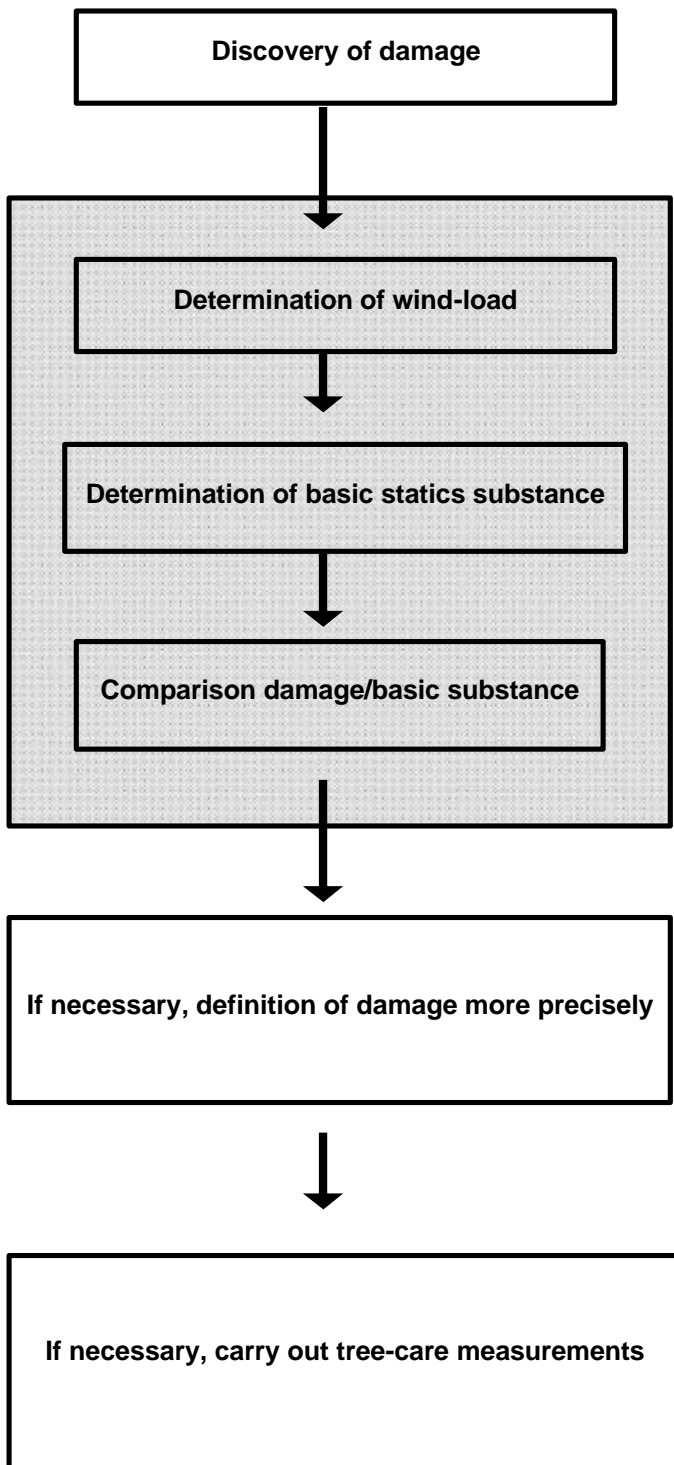 Discovery of damage
Determination of wind-load
Determination of basic statics substance
Comparison damage/basic substance
If necessary, definition of damage more precisely
If necessary, carry out tree-care measurements